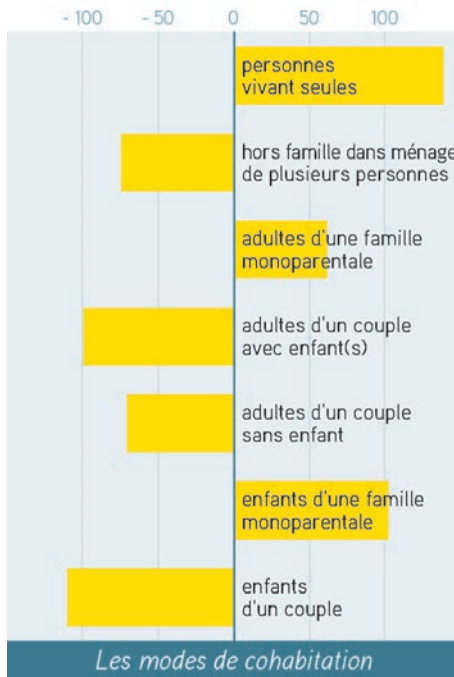 - 100 - 50 0 50 100
personnes
vivant seules
hors famille dans ménage
de plusieurs personnes
adultes d'une famille
monoparentale
adultes d'un couple
avec enfant(s)
adultes d'un couple
sans enfant
enfants d'une famille
monoparentale
enfants
d'un couple
Les modes de cohabitation